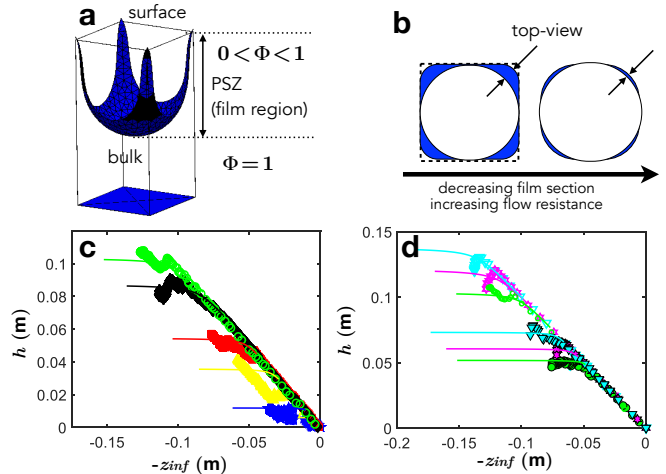 a
surface
0<Φ<1
PSZ
(film region)
bulk
Φ=1
b
top-view
decreasing film section
increasing flow resistance
c
0.1
0.08
0.06
0.04
0.02
0
h (m)
-0.15
-0.1
-0.05
0
-zinf (m)
d
0.15
0.1
0.05
0
h (m)
-0.2
-0.15
-0.1
-0.05
0
-zinf (m)